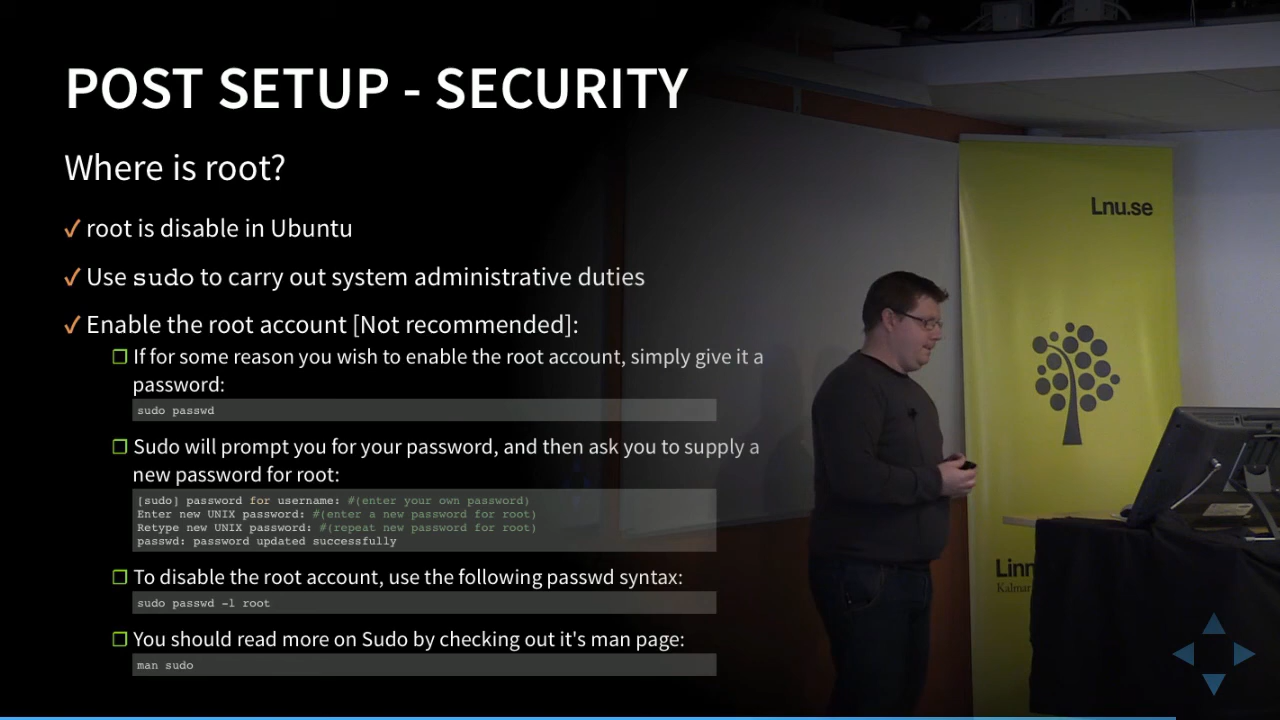 POST SETUP - SECURITY
Where is root?
✓ root is disable in Ubuntu
✓ Use sudo to carry out system administrative duties
✓ Enable the root account [Not recommended]:
❒ If for some reason you wish to enable the root account, simply give it a
password:
sudo passwd
❒ Sudo will prompt you for your password, and then ask you to supply a
new password for root:
[sudo] password for username: #(enter your own password)
Enter new UNIX password: #(enter a new password for root)
Retype new UNIX password: #(repeat new password for root)
passwd: password updated successfully
❒ To disable the root account, use the following passwd syntax:
sudo passwd -l root
❒ You should read more on Sudo by checking out it's man page:
man sudo
Lnu.se
Kalmar